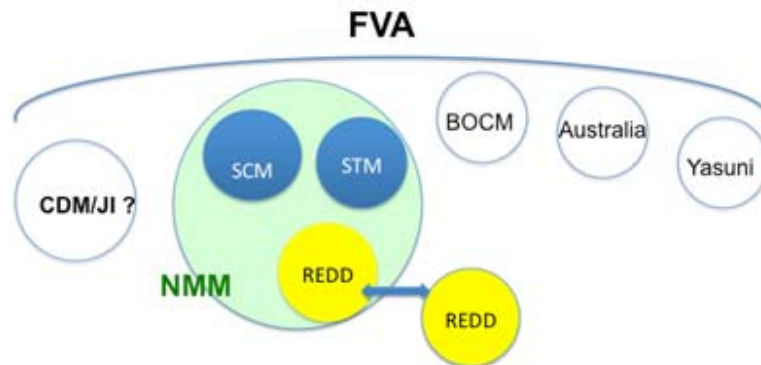 FVA
BOCM
Australia
Yasuni
SCM
STM
CDM/JI ?
NMM
REDD
REDD